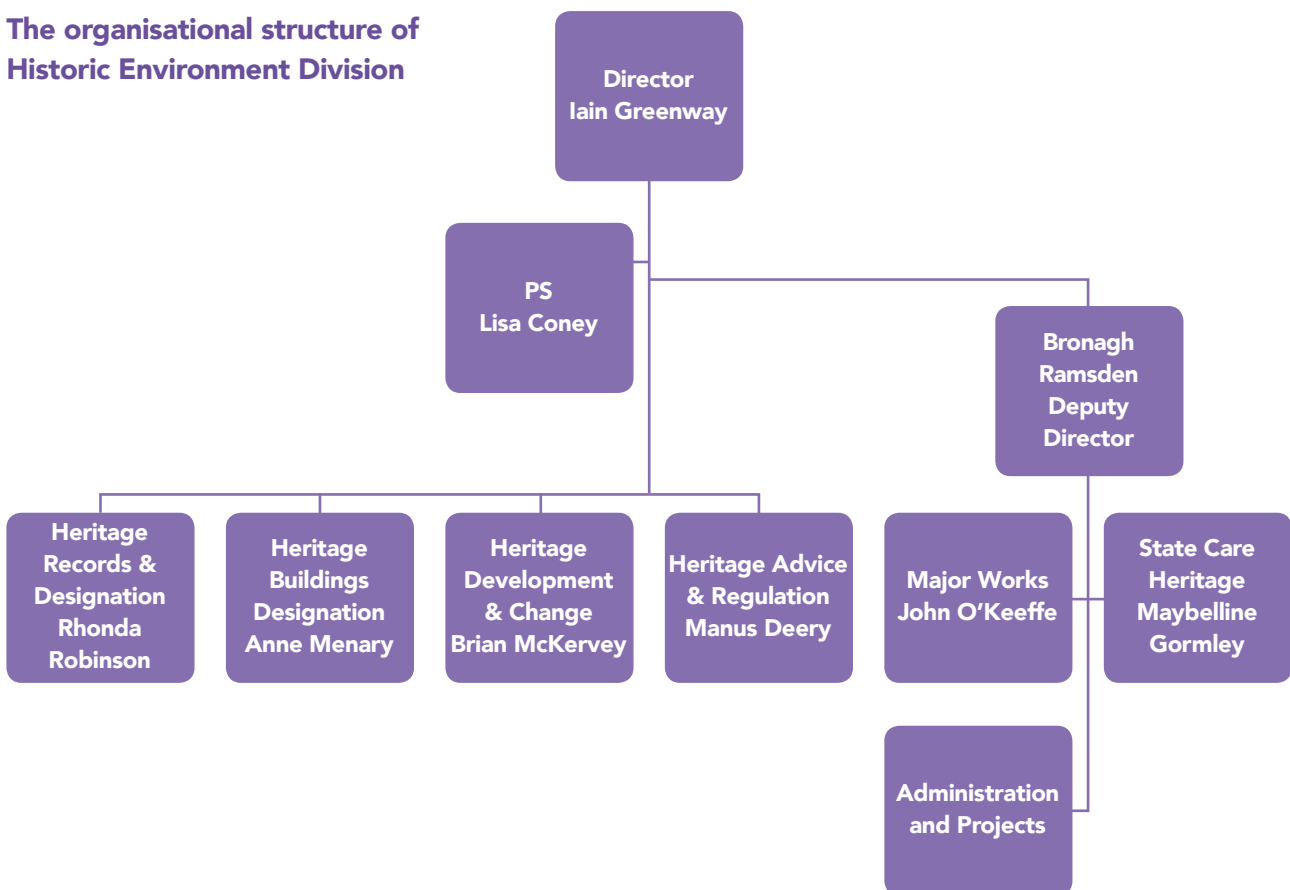 The organisational structure of
Historic Environment Division
Director
Iain Greenway
PS
Lisa Coney
Bronagh
Ramsden
Deputy
Director
Heritage
Records &
Designation
Rhonda
Robinson
Heritage
Buildings
Designation
Anne Menary
Heritage
Development
& Change
Brian McKervey
Heritage Advice
& Regulation
Manus Deery
Major Works
John O’Keeffe
State Care
Heritage
Maybelline
Gormley
Administration
and Projects